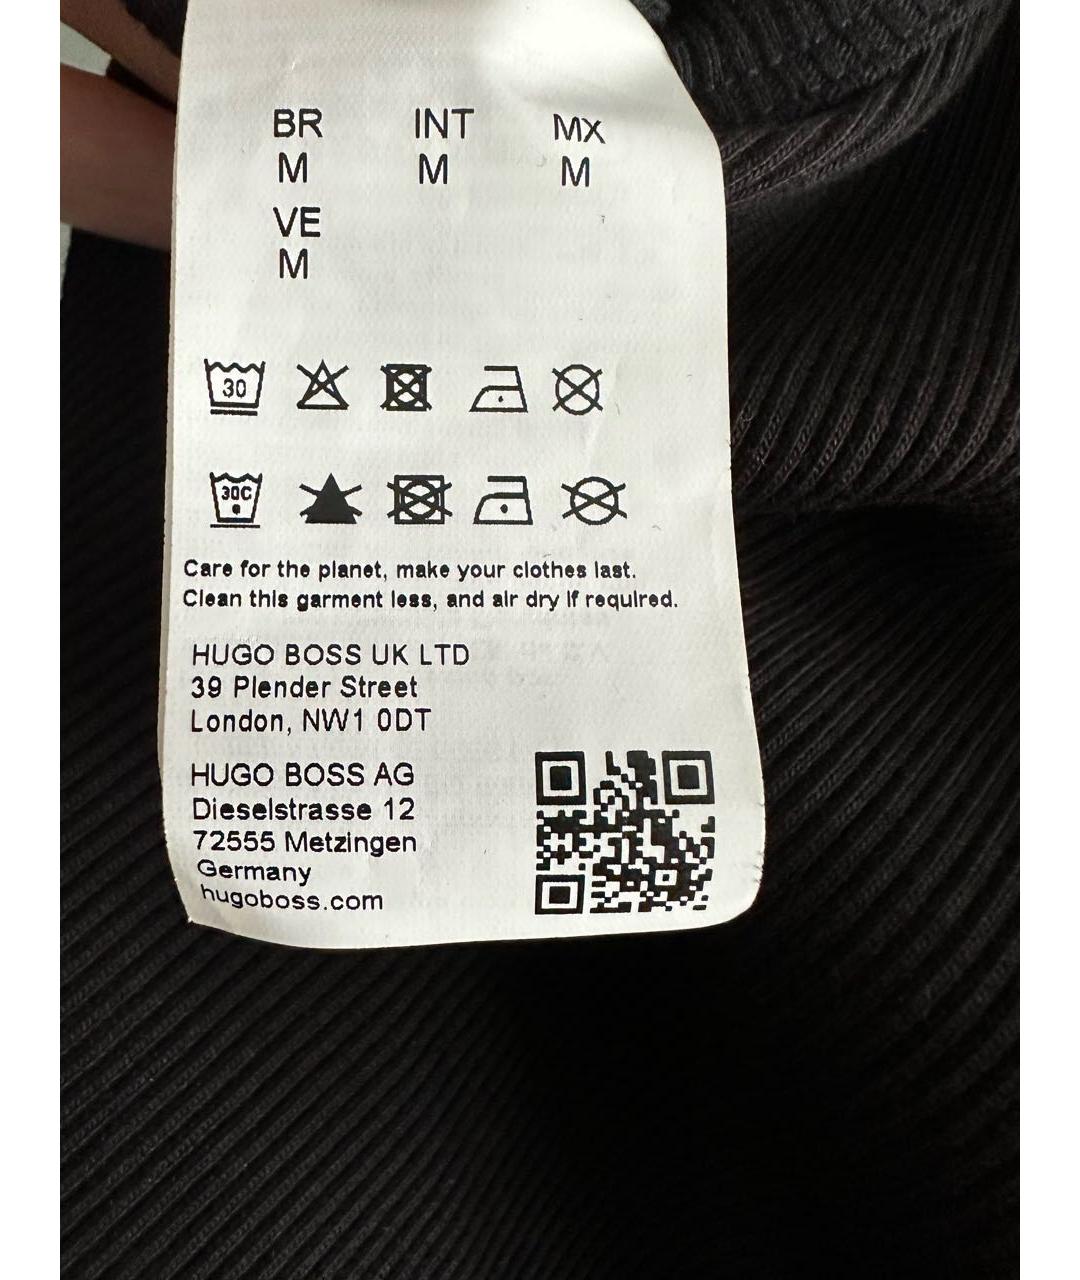 BR INT MX
M M M
VE
M
30
30C
Care for the planet, make your clothes last.
Clean this garment less, and air dry if required.
HUGO BOSS UK LTD
39 Plender Street
London, NW1 0DT
HUGO BOSS AG
Dieselstrasse 12
72555 Metzingen
Germany
hugoboss.com